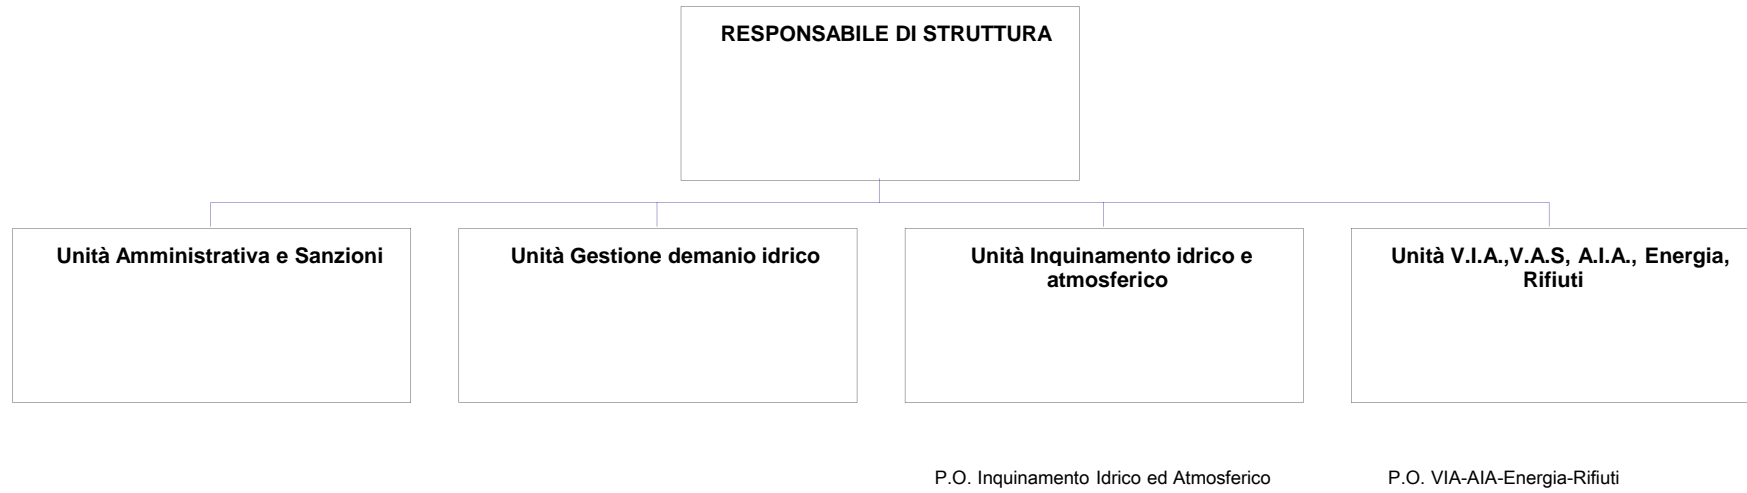 RESPONSABILE DI STRUTTURA
Unità Amministrativa e Sanzioni
Unità Gestione demanio idrico
Unità Inquinamento idrico e
atmosferico
Unità V.I.A.,V.A.S, A.I.A., Energia,
Rifiuti
P.O. Inquinamento Idrico ed Atmosferico
P.O. VIA-AIA-Energia-Rifiuti